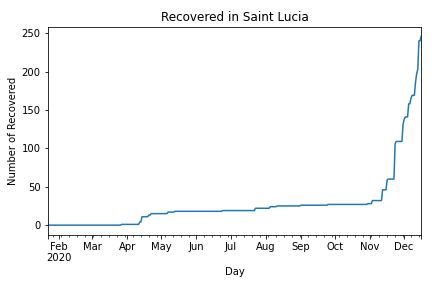 Recovered in Saint Lucia
Number of Recovered
250
200
150
100
50
0
Feb Mar Apr May Jun Jul Aug Sep Oct Nov Dec
2020
Day